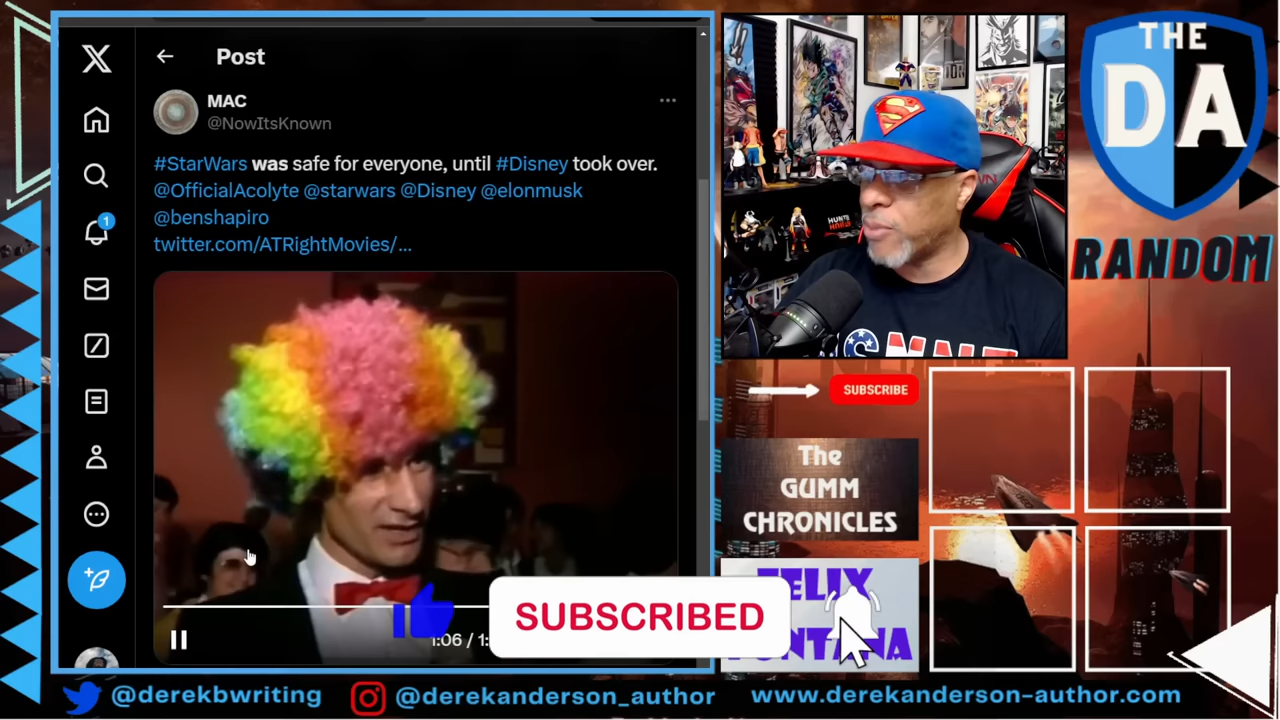 Post
MAC
@NowItsKnown
#StarWars was safe for everyone, until #Disney took over.
@OfficialAcolyte @starwars @Disney @elonmusk
@benshapiro
twitter.com/ATRightMovies/...
1
1:06
SUBSCRIBED
THE
DA
RANDOM
SUBSCRIBE
The
GUMM
CHRONICLES
FELIX
@derekbwriting
@derekanderson_author
www.derekanderson-author.com